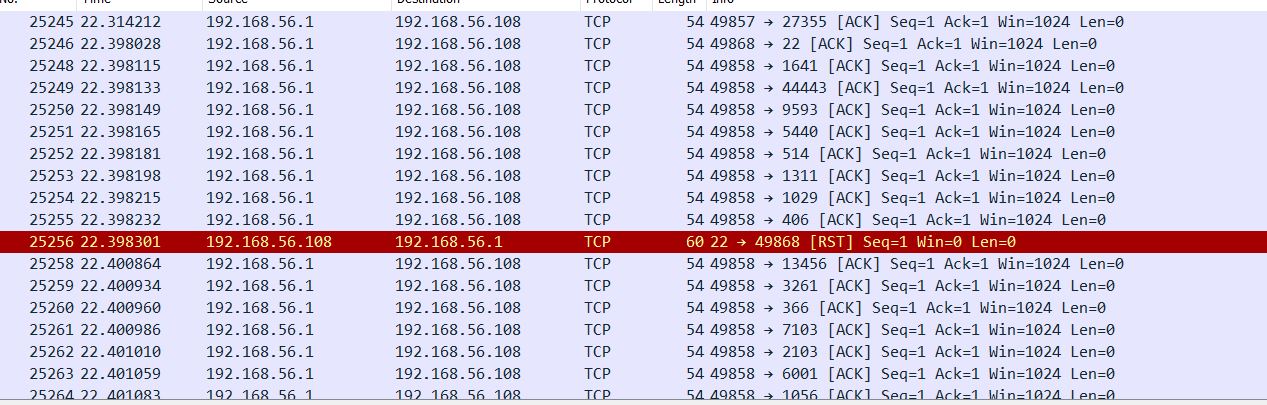 No. Time Source Destination Protocol Length Info
25245 22.314212 192.168.56.1 192.168.56.108 TCP 54 49857 → 27355 [ACK] Seq=1 Ack=1 Win=1024 Len=0
25246 22.398028 192.168.56.1 192.168.56.108 TCP 54 49868 → 22 [ACK] Seq=1 Ack=1 Win=1024 Len=0
25248 22.398115 192.168.56.1 192.168.56.108 TCP 54 49858 → 1641 [ACK] Seq=1 Ack=1 Win=1024 Len=0
25249 22.398133 192.168.56.1 192.168.56.108 TCP 54 49858 → 44443 [ACK] Seq=1 Ack=1 Win=1024 Len=0
25250 22.398149 192.168.56.1 192.168.56.108 TCP 54 49858 → 9593 [ACK] Seq=1 Ack=1 Win=1024 Len=0
25251 22.398165 192.168.56.1 192.168.56.108 TCP 54 49858 → 5440 [ACK] Seq=1 Ack=1 Win=1024 Len=0
25252 22.398181 192.168.56.1 192.168.56.108 TCP 54 49858 → 514 [ACK] Seq=1 Ack=1 Win=1024 Len=0
25253 22.398198 192.168.56.1 192.168.56.108 TCP 54 49858 → 1311 [ACK] Seq=1 Ack=1 Win=1024 Len=0
25254 22.398215 192.168.56.1 192.168.56.108 TCP 54 49858 → 1029 [ACK] Seq=1 Ack=1 Win=1024 Len=0
25255 22.398232 192.168.56.1 192.168.56.108 TCP 54 49858 → 406 [ACK] Seq=1 Ack=1 Win=1024 Len=0
25256 22.398301 192.168.56.108 192.168.56.1 TCP 60 22 → 49868 [RST] Seq=1 Win=0 Len=0
25258 22.400864 192.168.56.1 192.168.56.108 TCP 54 49858 → 13456 [ACK] Seq=1 Ack=1 Win=1024 Len=0
25259 22.400934 192.168.56.1 192.168.56.108 TCP 54 49858 → 3261 [ACK] Seq=1 Ack=1 Win=1024 Len=0
25260 22.400960 192.168.56.1 192.168.56.108 TCP 54 49858 → 366 [ACK] Seq=1 Ack=1 Win=1024 Len=0
25261 22.400986 192.168.56.1 192.168.56.108 TCP 54 49858 → 7103 [ACK] Seq=1 Ack=1 Win=1024 Len=0
25262 22.401010 192.168.56.1 192.168.56.108 TCP 54 49858 → 2103 [ACK] Seq=1 Ack=1 Win=1024 Len=0
25263 22.401059 192.168.56.1 192.168.56.108 TCP 54 49858 → 6001 [ACK] Seq=1 Ack=1 Win=1024 Len=0
25264 22.401083 192.168.56.1 192.168.56.108 TCP 54 49858 → 1056 [ACK] Seq=1 Ack=1 Win=1024 Len=0